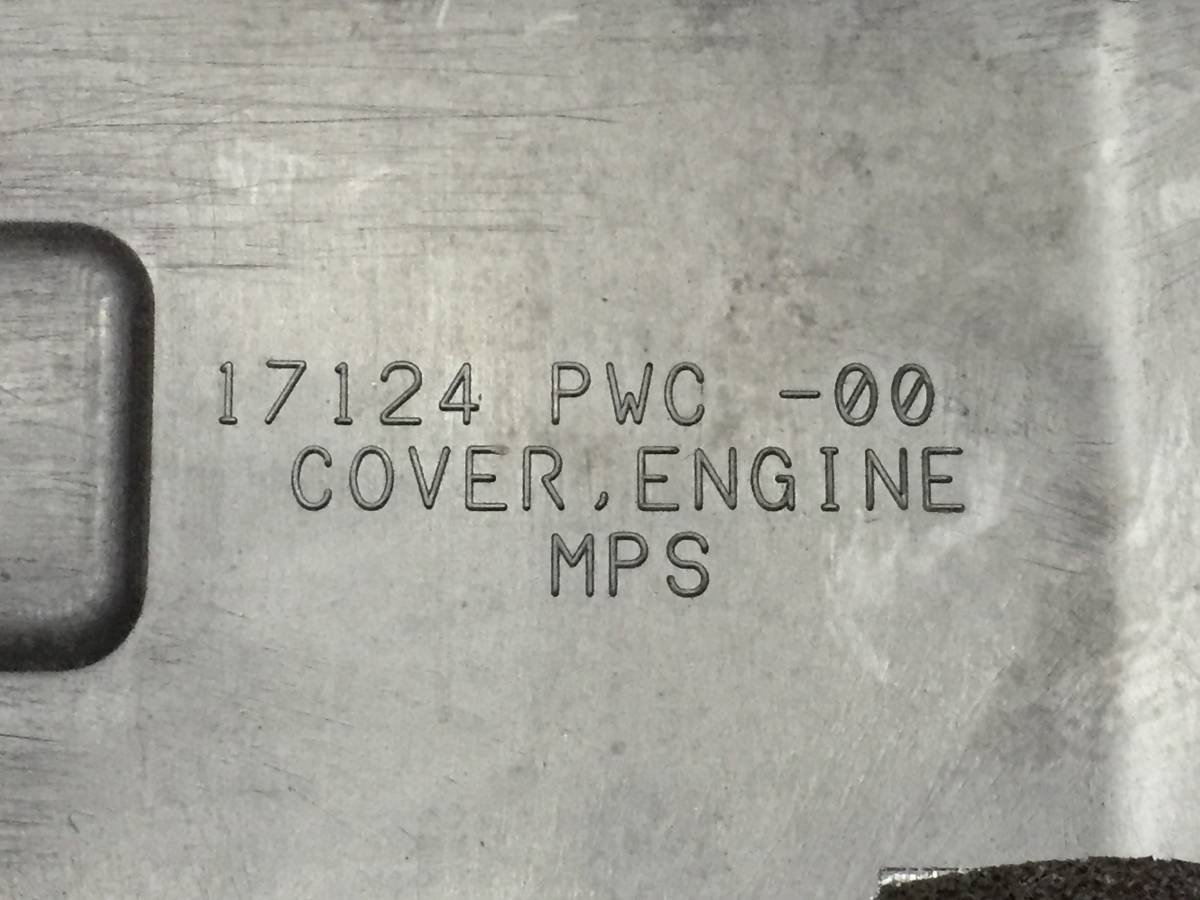 17124 PWC -00
COVER,ENGINE
MPS